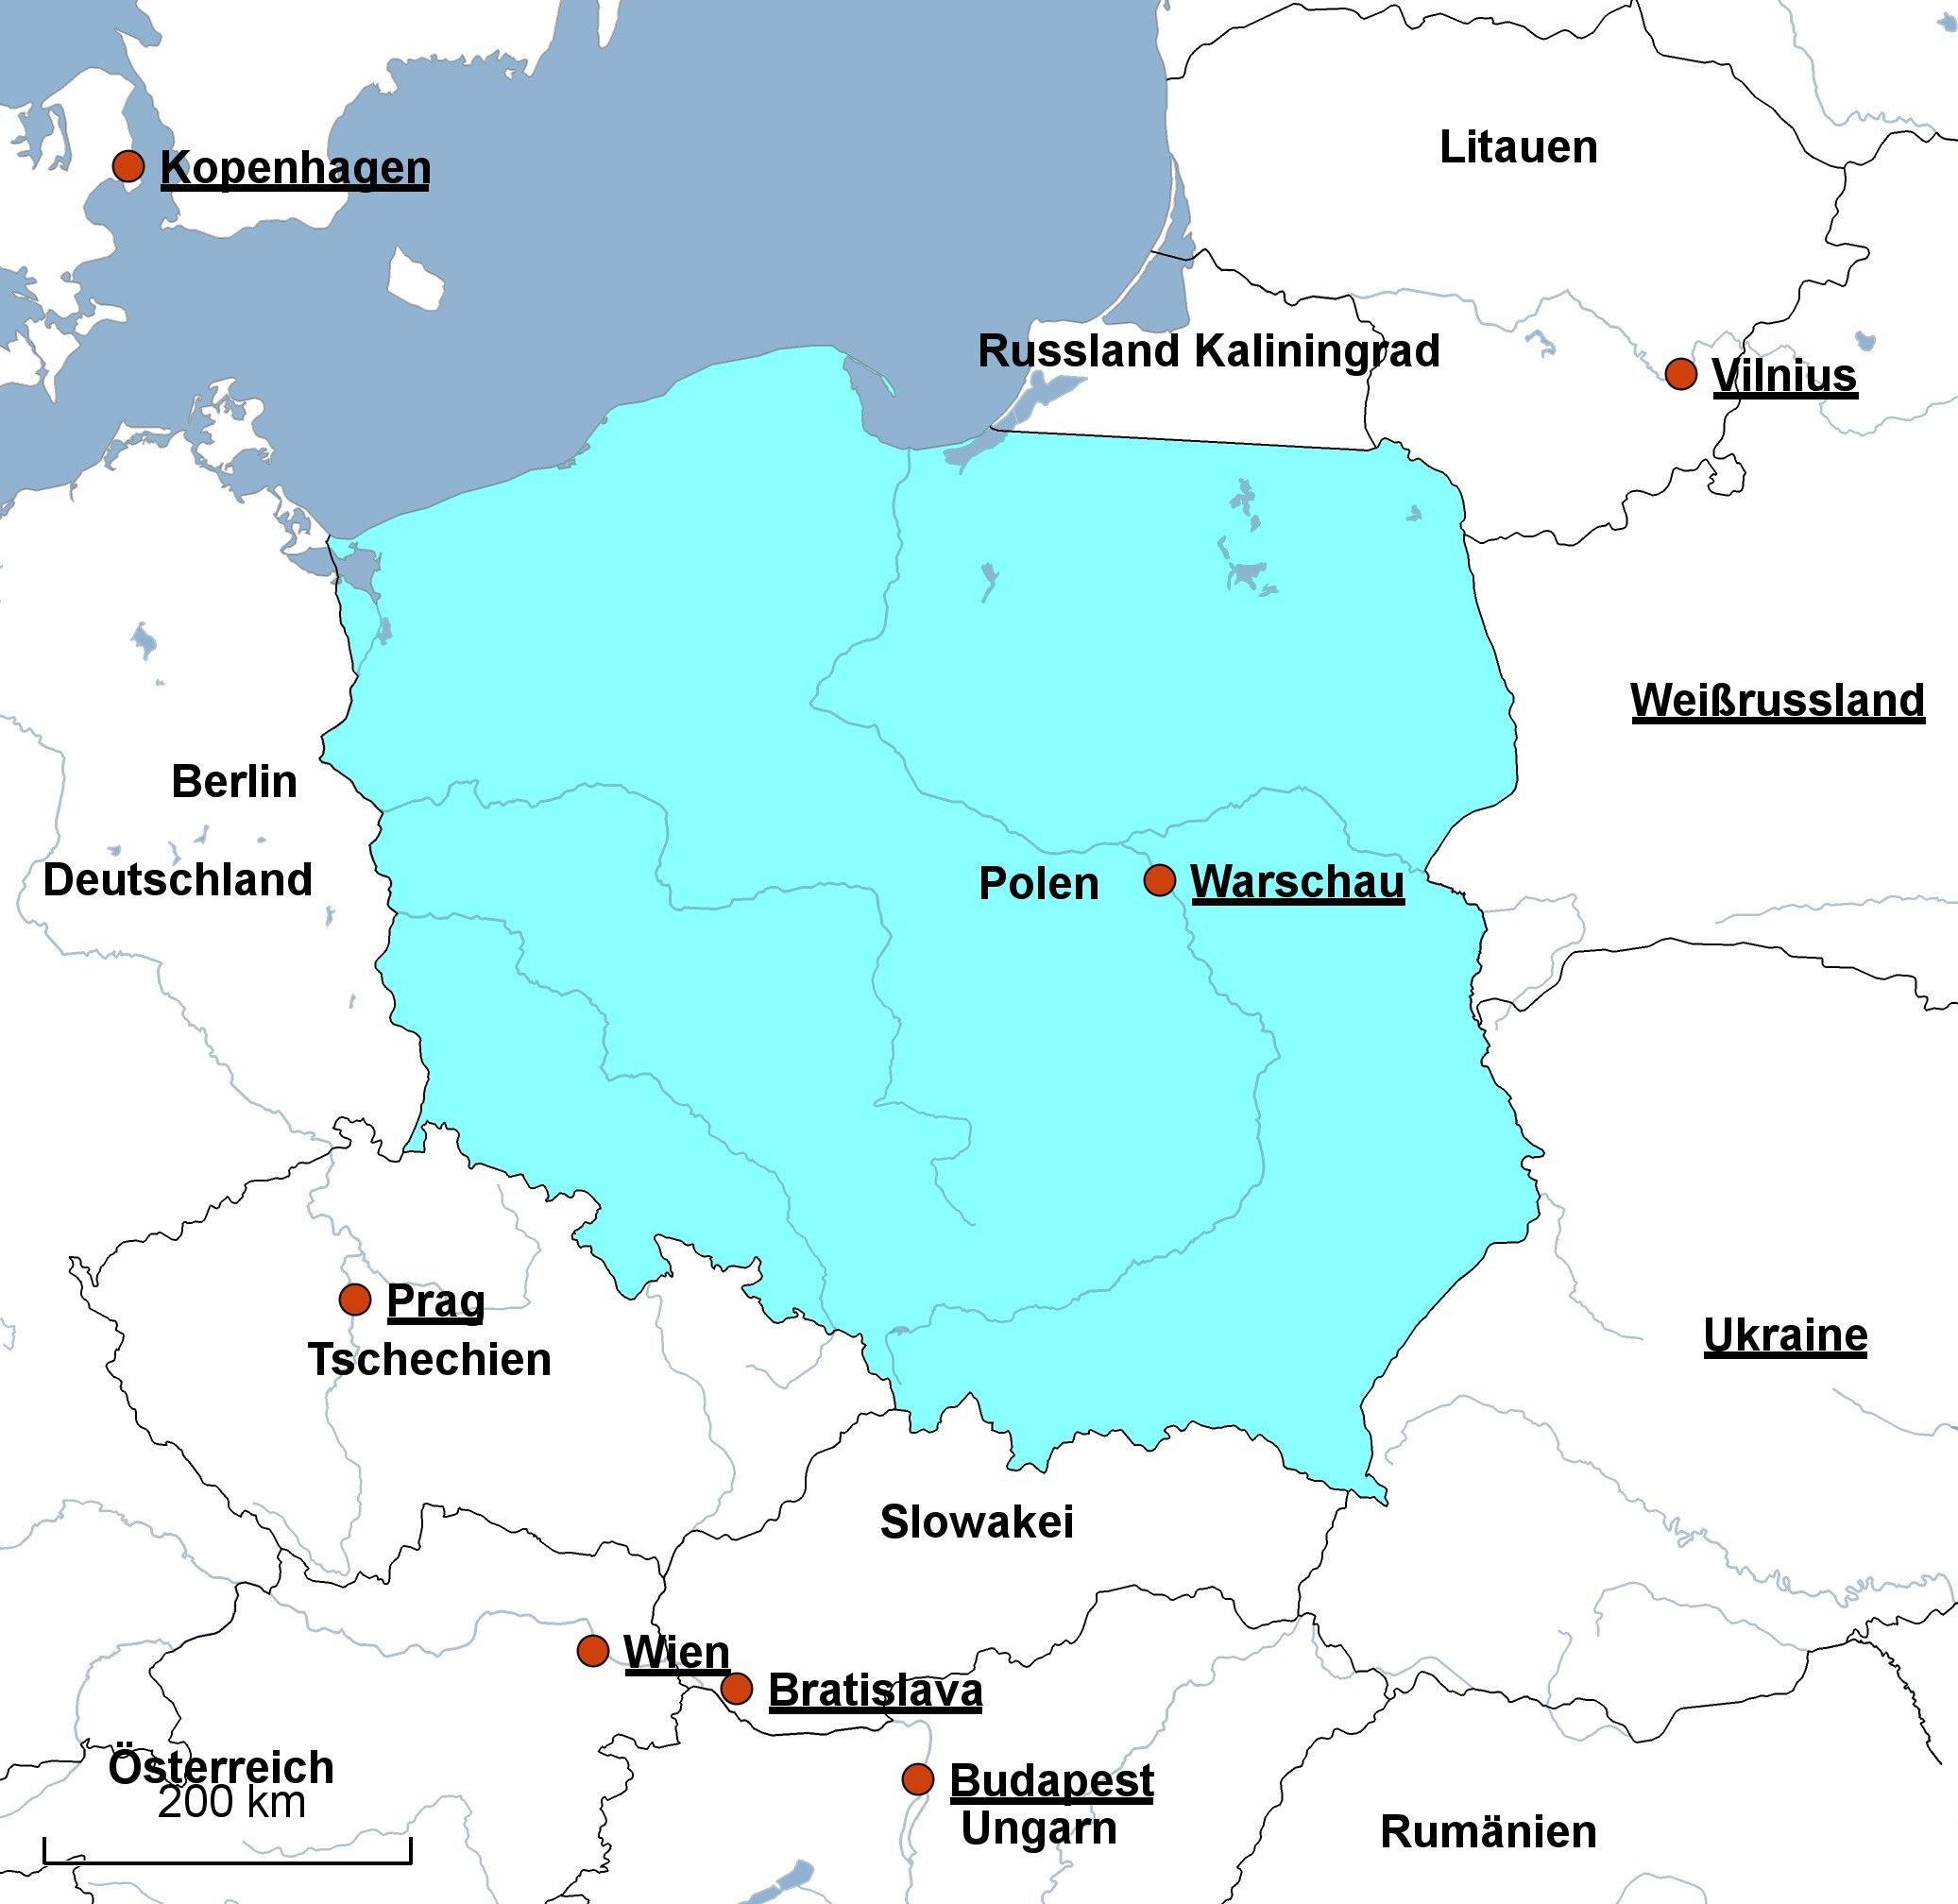 Litauen
Kopenhagen
Russland Kaliningrad
Vilnius
Weißrussland
Berlin
Deutschland
Polen
Warschau
Prag
Tschechien
Ukraine
Slowakei
Wien
Bratislava
Österreich
200 km
Budapest
Ungarn
Rumänien